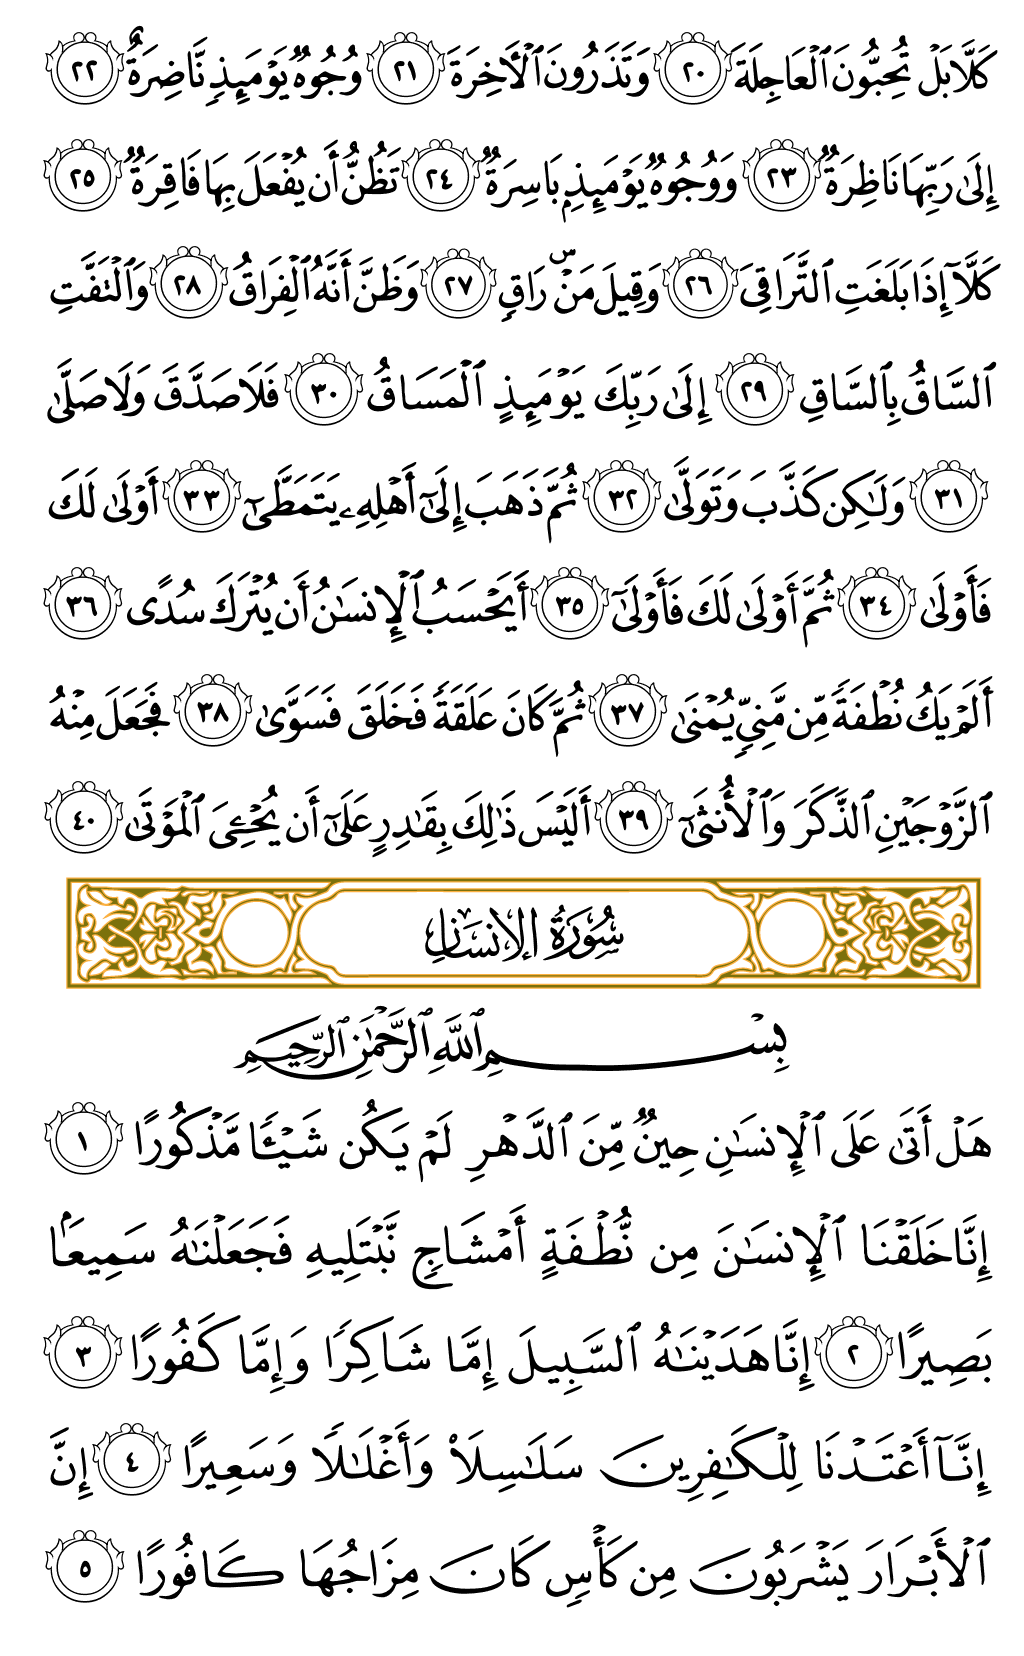 كَلَّا بَلْ تُحِبُّونَ ٱلْعَاجِلَةَ ٢٠ وَتَذَرُونَ ٱلْأَخِرَةَ ٢١ وُجُوهٌ يَوْمَئِذٍ نَّاضِرَةٌ ٢٢
إِلَىٰ رَبِّهَا نَاظِرَةٌ ٢٣ وَوُجُوهٌ يَوْمَئِذٍ بَاسِرَةٌ ٢٤ تَظُنُّ أَن يُفْعَلَ بِهَا فَاقِرَةٌ ٢٥
كَلَّآ إِذَا بَلَغَتِ ٱلتَّرَاقِىَ ٢٦ وَقِيلَ مَنْ ۜ رَاقٍ ٢٧ وَظَنَّ أَنَّهُ ٱلْفِرَاقُ ٢٨ وَٱلْتَفَّتِ
ٱلسَّاقُ بِٱلسَّاقِ ٢٩ إِلَىٰ رَبِّكَ يَوْمَئِذٍ ٱلْمَسَاقُ ٣٠ فَلَا صَدَّقَ وَلَا صَلَّىٰ
٣١ وَلَٰكِن كَذَّبَ وَتَوَلَّىٰ ٣٢ ثُمَّ ذَهَبَ إِلَىٰٓ أَهْلِهِۦ يَتَمَطَّىٰٓ ٣٣ أَوْلَىٰ لَكَ
فَأَوْلَىٰ ٣٤ ثُمَّ أَوْلَىٰ لَكَ فَأَوْلَىٰٓ ٣٥ أَيَحْسَبُ ٱلْإِنسَٰنُ أَن يُتْرَكَ سُدًى ٣٦
أَلَمْ يَكُ نُطْفَةً مِّن مَّنِىٍّ يُمْنَىٰ ٣٧ ثُمَّ كَانَ عَلَقَةً فَخَلَقَ فَسَوَّىٰ ٣٨ فَجَعَلَ مِنْهُ
ٱلزَّوْجَيْنِ ٱلذَّكَرَ وَٱلْأُنثَىٰٓ ٣٩ أَلَيْسَ ذَٰلِكَ بِقَٰدِرٍ عَلَىٰٓ أَن يُحْـِۧىَ ٱلْمَوْتَىٰ ٤٠
سُورَةُ الإنسَانِ
بِسْمِ ٱللَّهِ ٱلرَّحْمَٰنِ ٱلرَّحِيمِ
هَلْ أَتَىٰ عَلَى ٱلْإِنسَٰنِ حِينٌ مِّنَ ٱلدَّهْرِ لَمْ يَكُن شَيْـًٔا مَّذْكُورًا ١
إِنَّا خَلَقْنَا ٱلْإِنسَٰنَ مِن نُّطْفَةٍ أَمْشَاجٍ نَّبْتَلِيهِ فَجَعَلْنَٰهُ سَمِيعًۢا
بَصِيرًا ٢ إِنَّا هَدَيْنَٰهُ ٱلسَّبِيلَ إِمَّا شَاكِرًا وَإِمَّا كَفُورًا ٣
إِنَّآ أَعْتَدْنَا لِلْكَٰفِرِينَ سَلَٰسِلَا۟ وَأَغْلَٰلًا وَسَعِيرًا ٤ إِنَّ
ٱلْأَبْرَارَ يَشْرَبُونَ مِن كَأْسٍ كَانَ مِزَاجُهَا كَافُورًا ٥